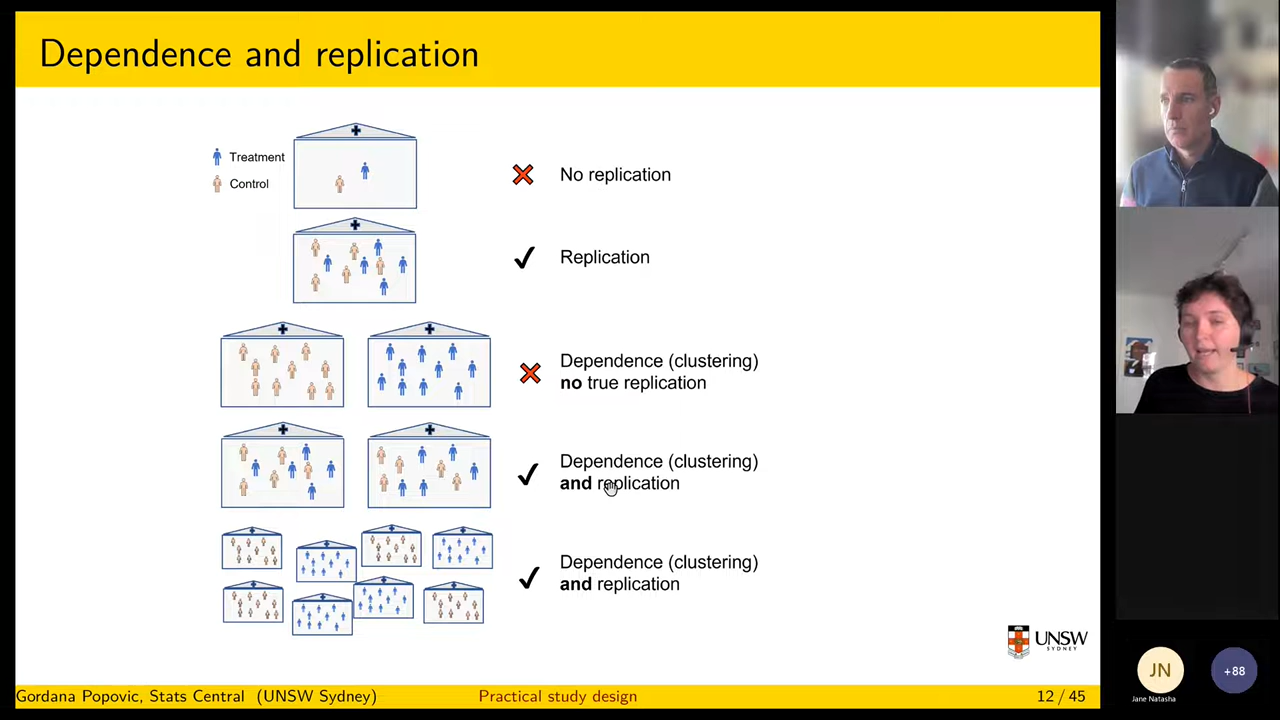 Dependence and replication
Treatment
Control
No replication
Replication
Dependence (clustering)
no true replication
Dependence (clustering)
and replication
Dependence (clustering)
and replication
UNSW
SYDNEY
Gordana Popovic, Stats Central (UNSW Sydney)
Practical study design
12 / 45
JN
+88
Jane Natasha